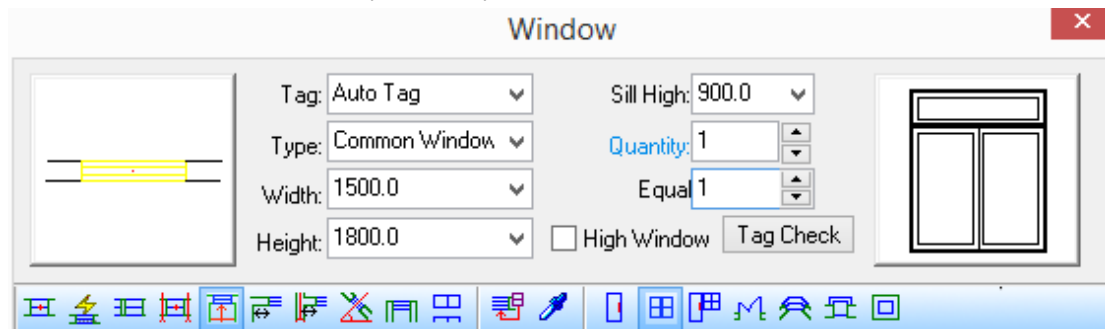 Window
Tag: Auto Tag
Sill High: 900.0
Type: Common Window
Quantity: 1
Width: 1500.0
Equal 1
Height: 1800.0
High Window
Tag Check